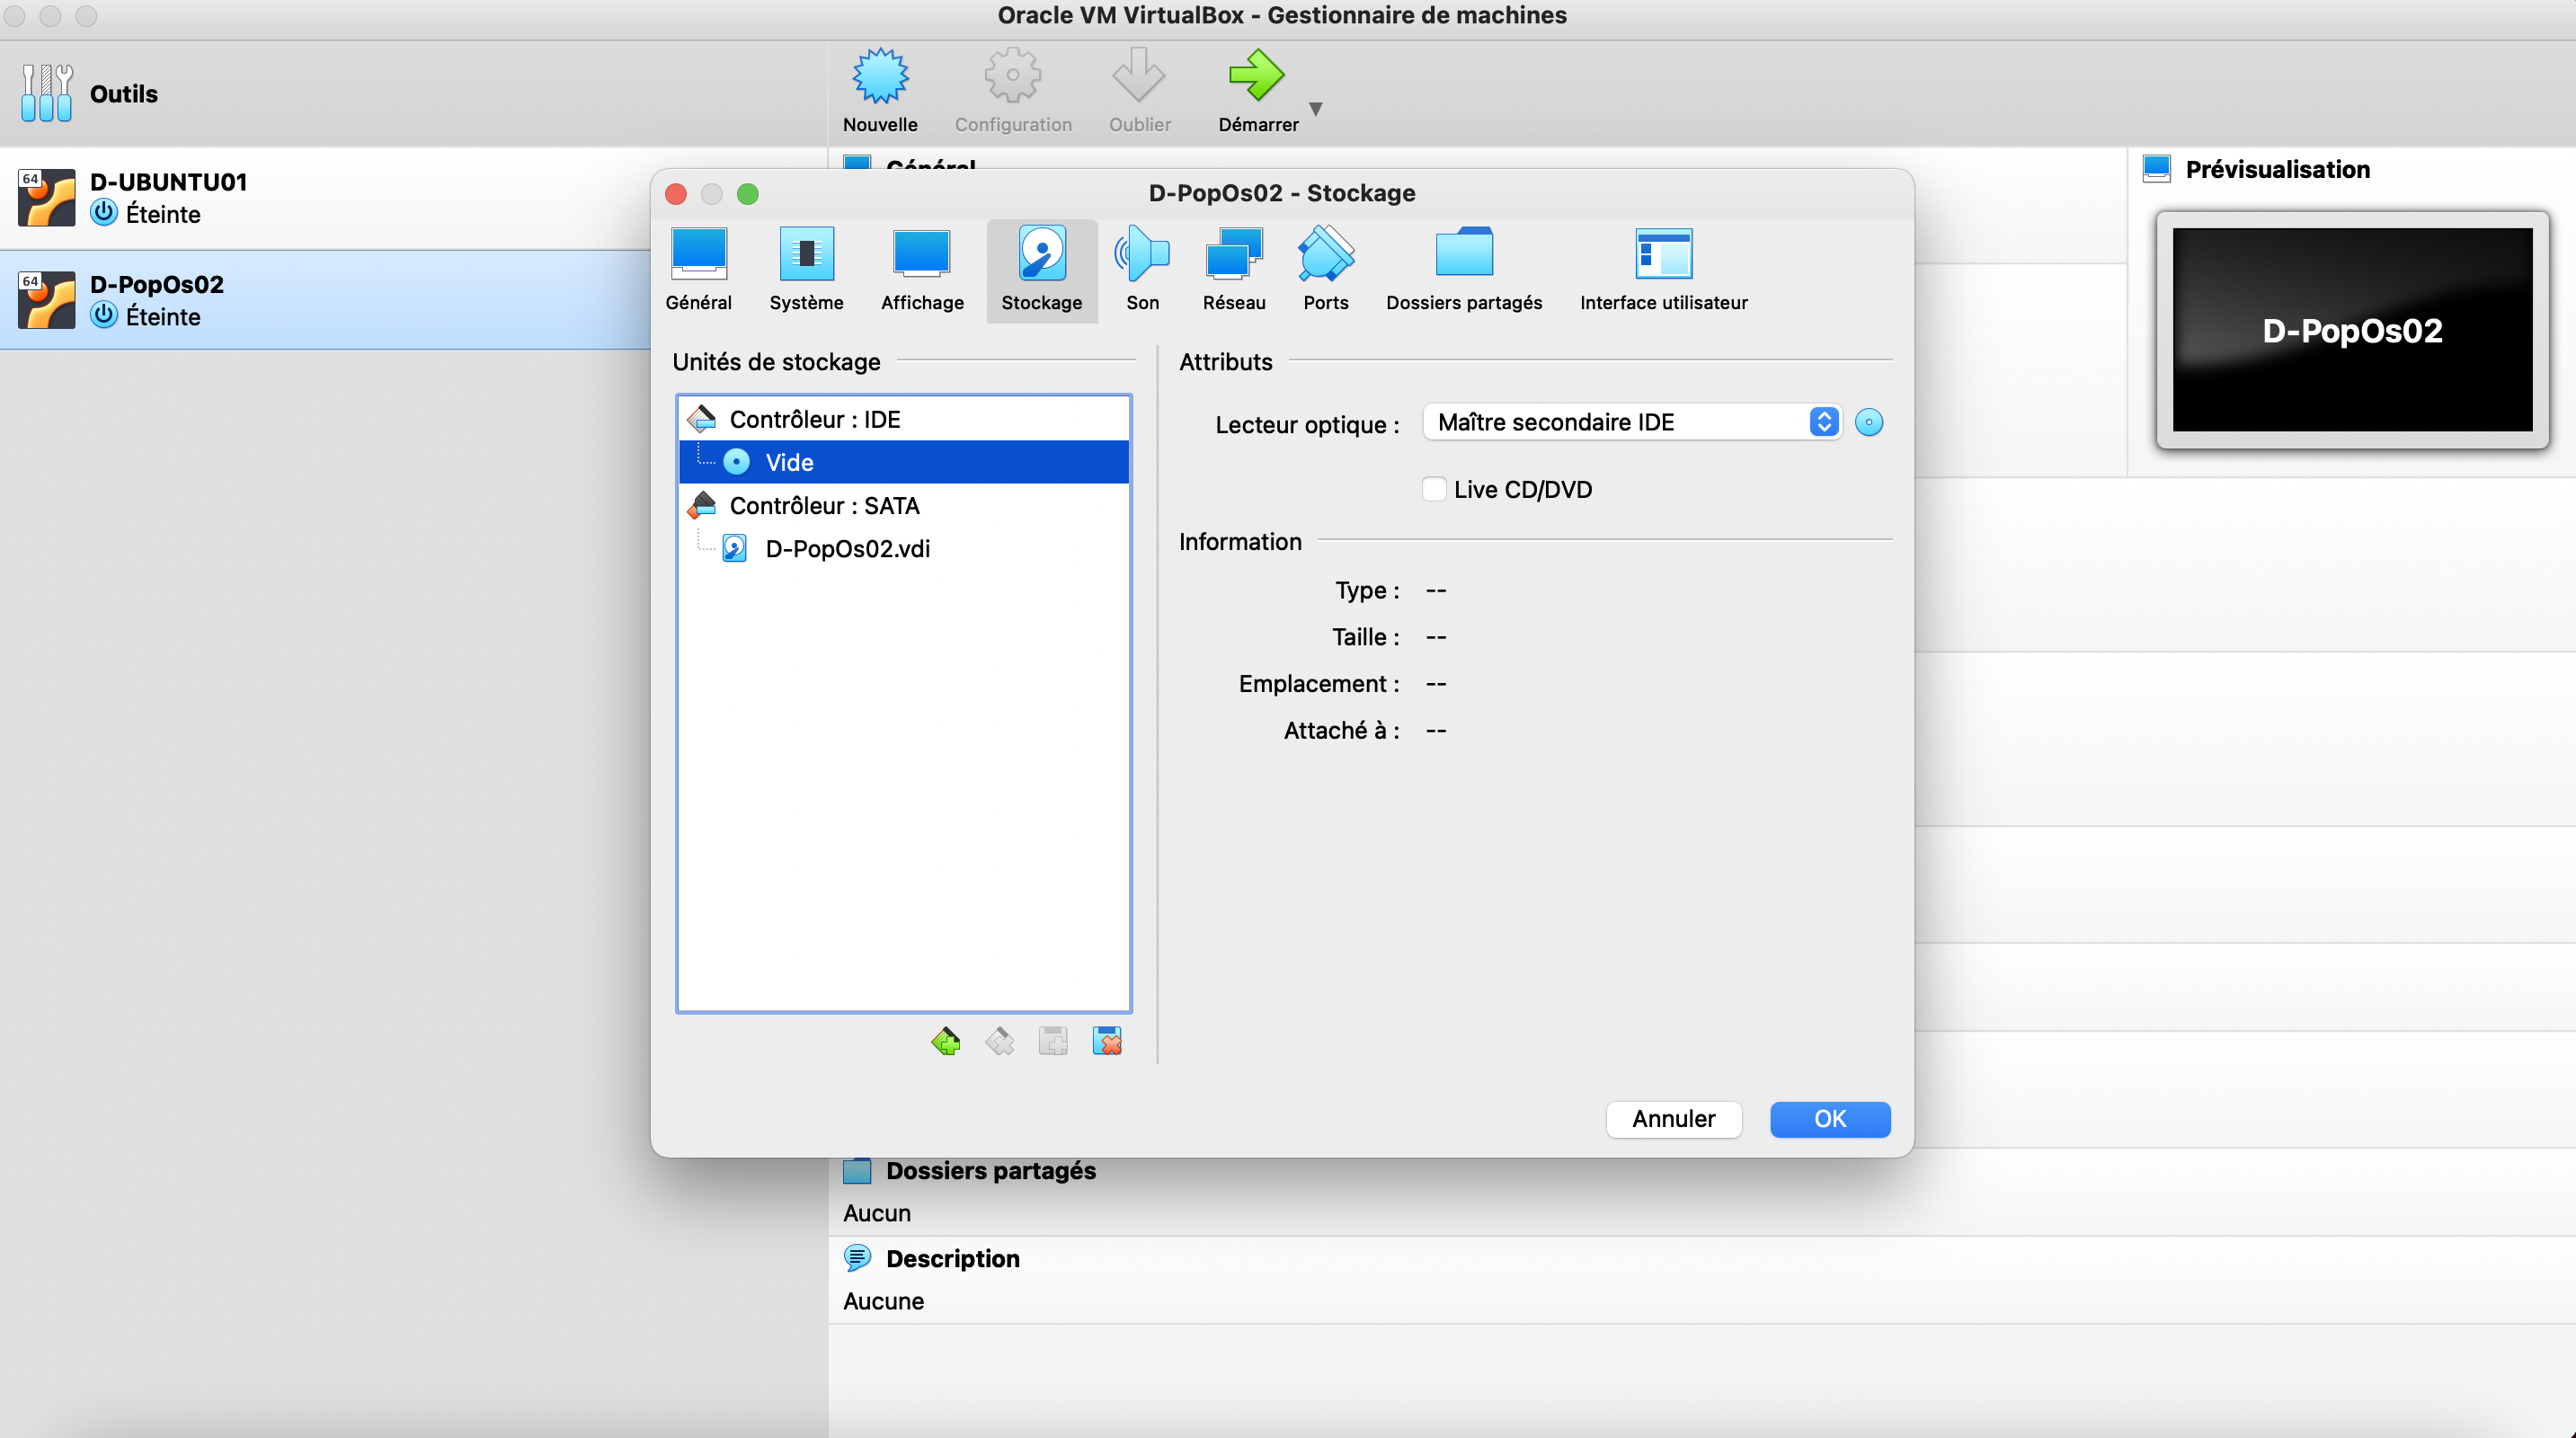 Oracle VM VirtualBox - Gestionnaire de machines
Outils
Nouvelle
Configuration
Oublier
Démarrer
64
D-UBUNTU01
Éteinte
64
D-PopOs02
Éteinte
Général
Prévisualisation
D-PopOs02
D-PopOs02 - Stockage
Général
Système
Affichage
Stockage
Son
Réseau
Ports
Dossiers partagés
Interface utilisateur
Unités de stockage
Contrôleur : IDE
Vide
Contrôleur : SATA
D-PopOs02.vdi
Attributs
Lecteur optique : Maître secondaire IDE
Live CD/DVD
Information
Type : --
Taille : --
Emplacement : --
Attaché à : --
Annuler
OK
Dossiers partagés
Aucun
Description
Aucune